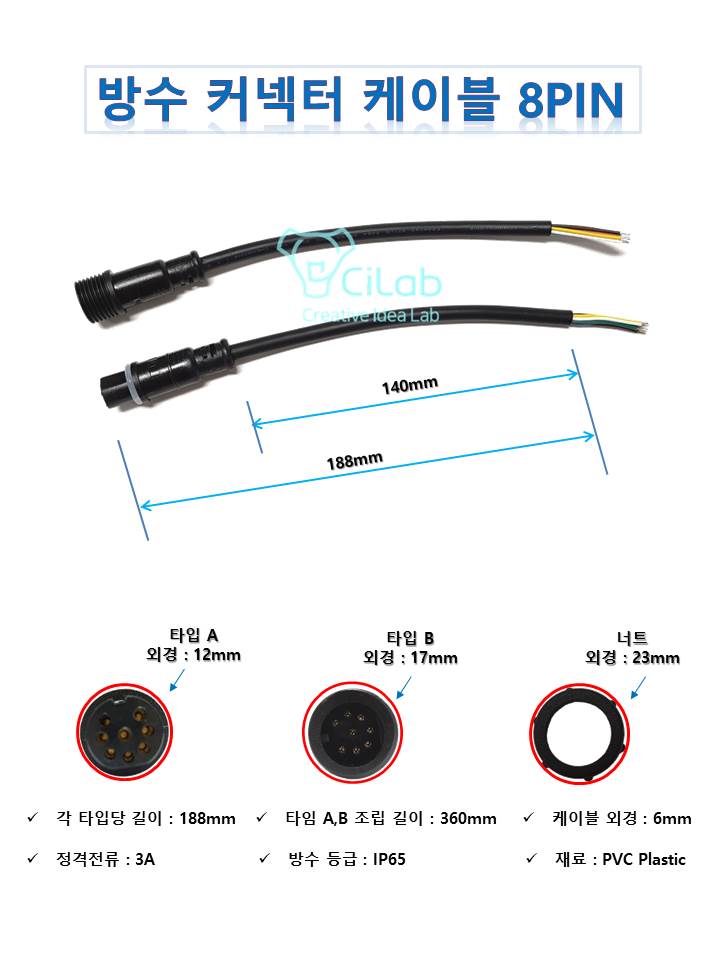 방수 커넥터 케이블 8PIN
CiLab
Creative Idea Lab
140mm
188mm
타입 A
외경 : 12mm
타입 B
외경 : 17mm
너트
외경 : 23mm
✓ 각 타입당 길이 : 188mm
✓ 타임 A,B 조립 길이 : 360mm
✓ 케이블 외경 : 6mm
✓ 정격전류 : 3A
✓ 방수 등급 : IP65
✓ 재료 : PVC Plastic